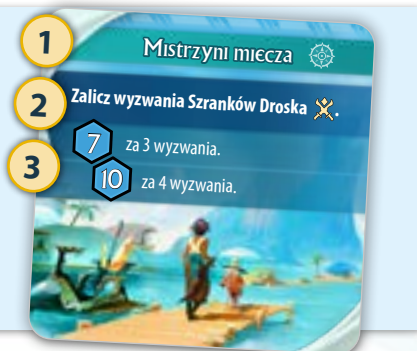 1 Mistrzyni miecza
2 Zalicz wyzwania Szranków Droska .
7 za 3 wyzwania.
3
10 za 4 wyzwania.